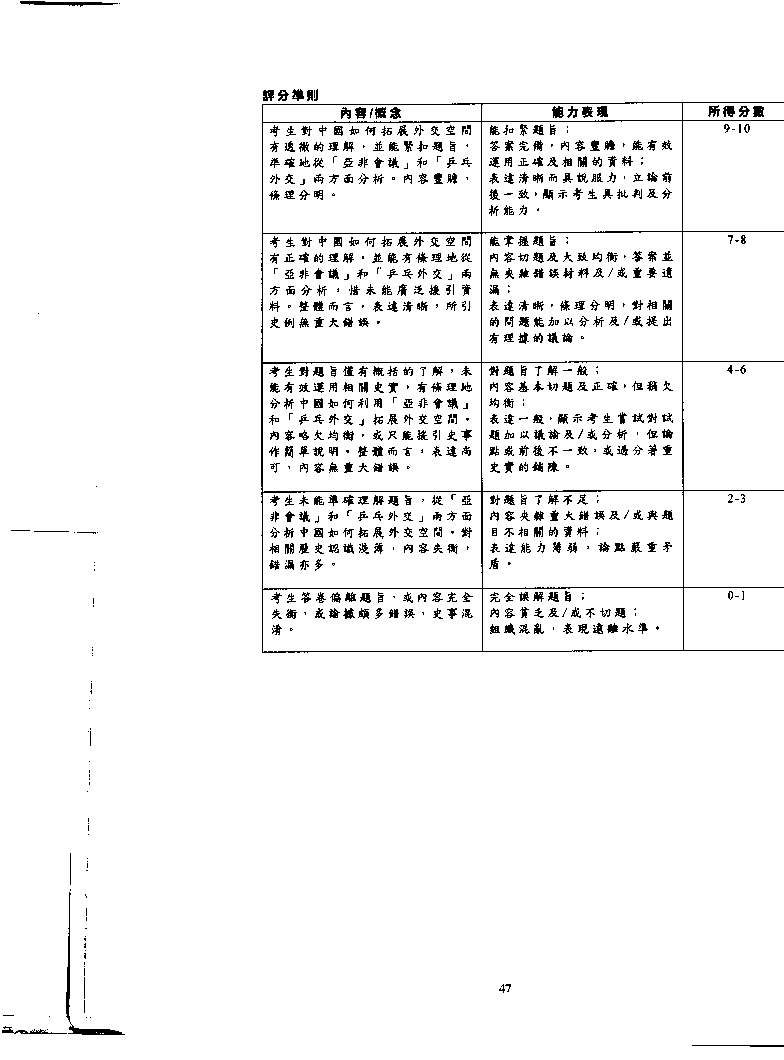 評分準則
內容/概念 能力表現 所得分數
考生對中國如何拓展外交空間 能扣緊題旨； 9-10
有透徹的理解，並能緊扣題旨， 答案完備，內容豐贍，能有效
準確地從「亞非會議」和「乒乓 運用正確及相關的資料；
外交」兩方面分析。內容豐贍， 表達清晰而具說服力，立論前
條理分明。 後一致，顯示考生具批判及分
析能力。
考生對中國如何拓展外交空間 能掌握題旨； 7-8
有正確的理解，並能有條理地從 內容切題及大致均衡，答案並
「亞非會議」和「乒乓外交」兩 無夾雜錯誤材料及/或重要遺
方面分析，惜未能廣泛援引資 漏；
料。整體而言，表達清晰，所引 表達清晰，條理分明，對相關
史例無重大錯誤。 的問題能加以分析及/或提出
有理據的議論。
考生對題旨僅有概括的了解，未 對題旨了解一般； 4-6
能有效運用相關史實，有條理地 內容基本切題及正確，但稍欠
分析中國如何利用「亞非會議」 均衡；
和「乒乓外交」拓展外交空間。 表達一般，顯示考生嘗試對試
內容略欠均衡，或只能援引史事 題加以議論及/或分析，但論
作簡單說明。整體而言，表達尚 點或前後不一致，或過分著重
可，內容無重大錯誤。 史實的鋪陳。
考生未能準確理解題旨，從「亞 對題旨了解不足； 2-3
非會議」和「乒乓外交」兩方面 內容夾雜重大錯誤及/或與題
分析中國如何拓展外交空間。對 目不相關的資料；
相關歷史認識淺薄，內容失衡， 表達能力薄弱，論點嚴重矛
錯漏亦多。 盾。
考生答卷偏離題旨，或內容完全 完全誤解題旨； 0-1
失衡，或論據頗多錯誤，史事混 內容貧乏及/或不切題；
淆。 組織混亂，表現遠離水準。
47